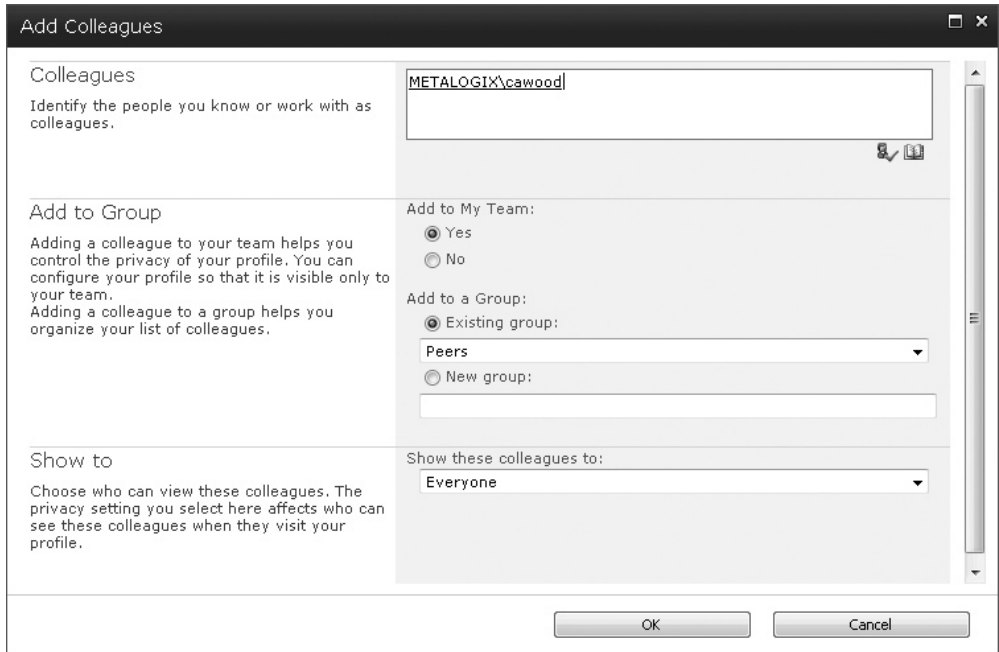 Add Colleagues
Colleagues
Identify the people you know or work with as
colleagues.
METALOGIX\cawood
Add to Group
Adding a colleague to your team helps you
control the privacy of your profile. You can
configure your profile so that it is visible only to
your team.
Adding a colleague to a group helps you
organize your list of colleagues.
Add to My Team:
Yes
No
Add to a Group:
Existing group:
Peers
New group:
Show to
Choose who can view these colleagues. The
privacy setting you select here affects who can
see these colleagues when they visit your
profile.
Show these colleagues to:
Everyone
OK
Cancel